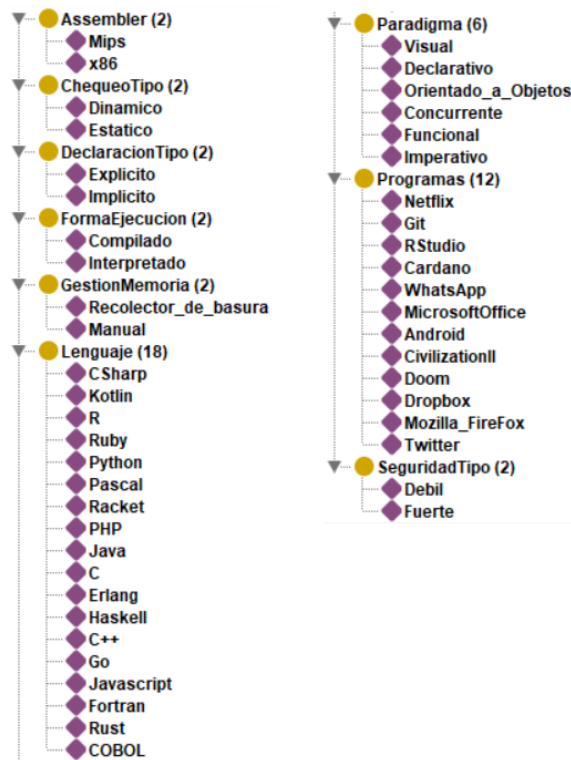 Assembler (2)
Mips
x86
ChequeoTipo (2)
Dinamico
Estatico
DeclaracionTipo (2)
Explicito
Implicito
FormaEjecucion (2)
Compilado
Interpretado
GestionMemoria (2)
Recolector_de_basura
Manual
Lenguaje (18)
CSharp
Kotlin
R
Ruby
Python
Pascal
Racket
PHP
Java
C
Erlang
Haskell
C++
Go
Javascript
Fortran
Rust
COBOL
Paradigma (6)
Visual
Declarativo
Orientado_a_Objetos
Concurrente
Funcional
Imperativo
Programas (12)
Netflix
Git
RStudio
Cardano
WhatsApp
MicrosoftOffice
Android
CivilizationII
Doom
Dropbox
Mozilla_FireFox
Twitter
SeguridadTipo (2)
Debil
Fuerte